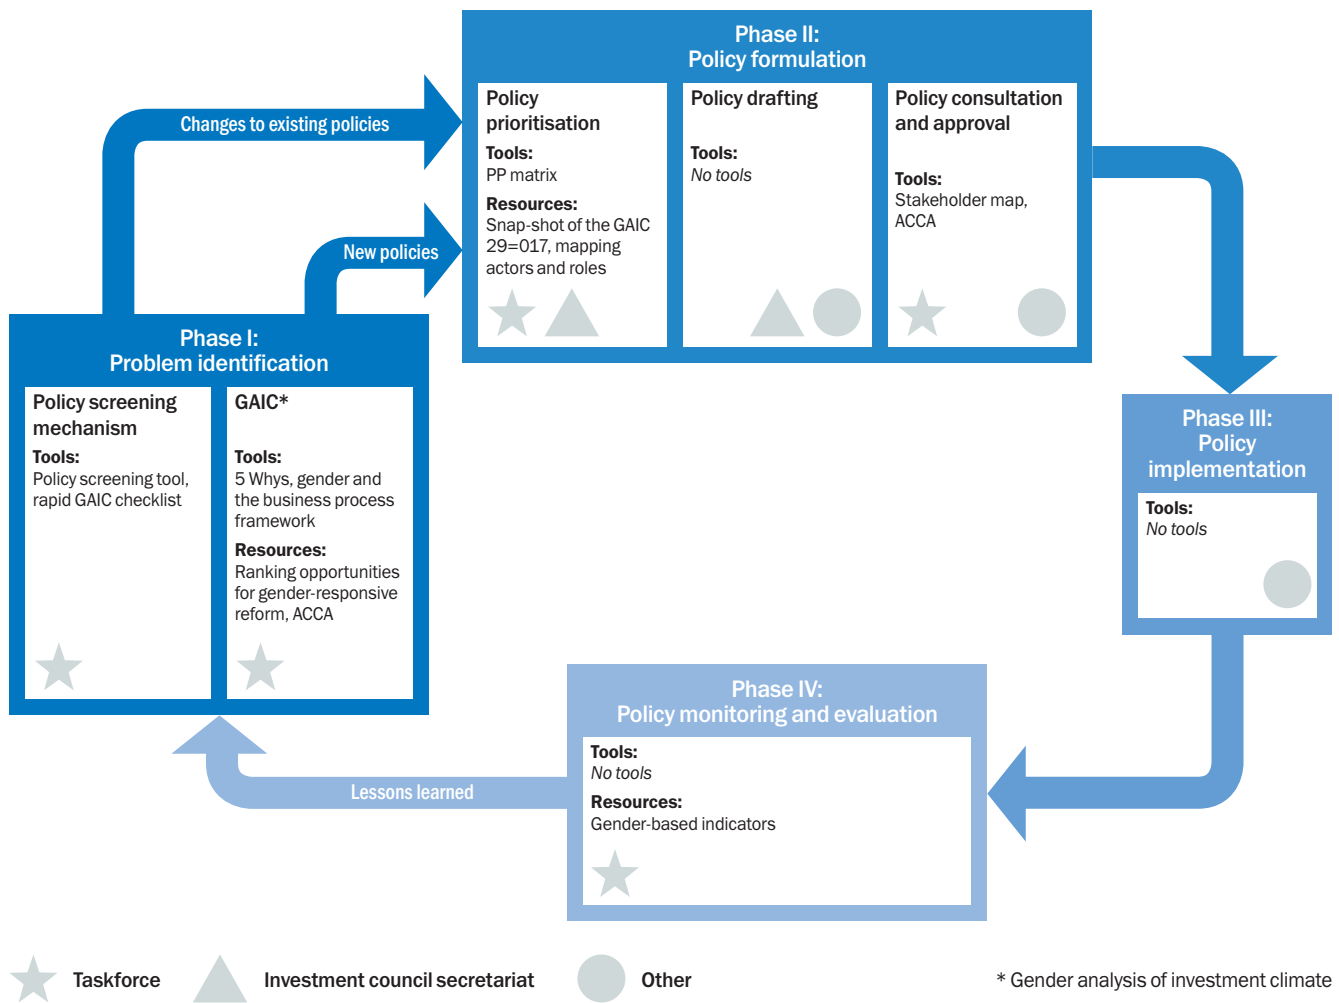 Phase II:
Policy formulation
Policy
prioritisation
Tools:
PP matrix
Resources:
Snap-shot of the GAIC
29=017, mapping
actors and roles
Policy drafting
Tools:
No tools
Policy consultation
and approval
Tools:
Stakeholder map,
ACCA
Changes to existing policies
New policies
Phase I:
Problem identification
Policy screening
mechanism
Tools:
Policy screening tool,
rapid GAIC checklist
GAIC*
Tools:
5 Whys, gender and
the business process
framework
Resources:
Ranking opportunities
for gender-responsive
reform, ACCA
Phase III:
Policy
implementation
Tools:
No tools
Phase IV:
Policy monitoring and evaluation
Tools:
No tools
Resources:
Gender-based indicators
Lessons learned
Taskforce
Investment council secretariat
Other
* Gender analysis of investment climate